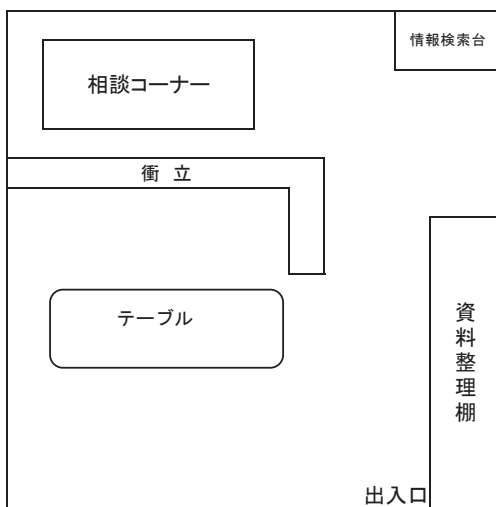 情報検索台
相談コーナー
衝 立
テーブル
資料整理棚
出入口